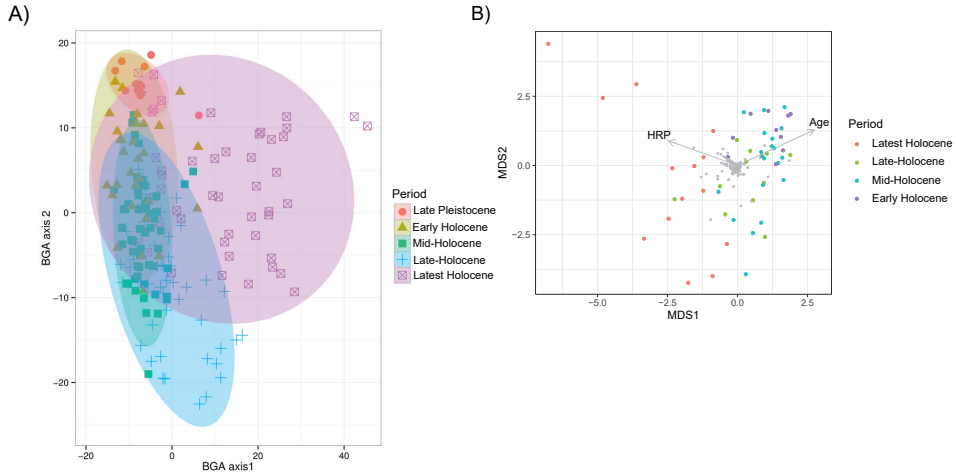 A)
20
10
0
−10
−20
−20
0
20
40
BGA axis 2
BGA axis1
Period
Late Pleistocene
Early Holocene
Mid-Holocene
Late-Holocene
Latest Holocene
B)
2.5
0.0
−2.5
−5.0
−2.5
0.0
2.5
MDS2
MDS1
HRP
Age
Period
Latest Holocene
Late-Holocene
Mid-Holocene
Early Holocene